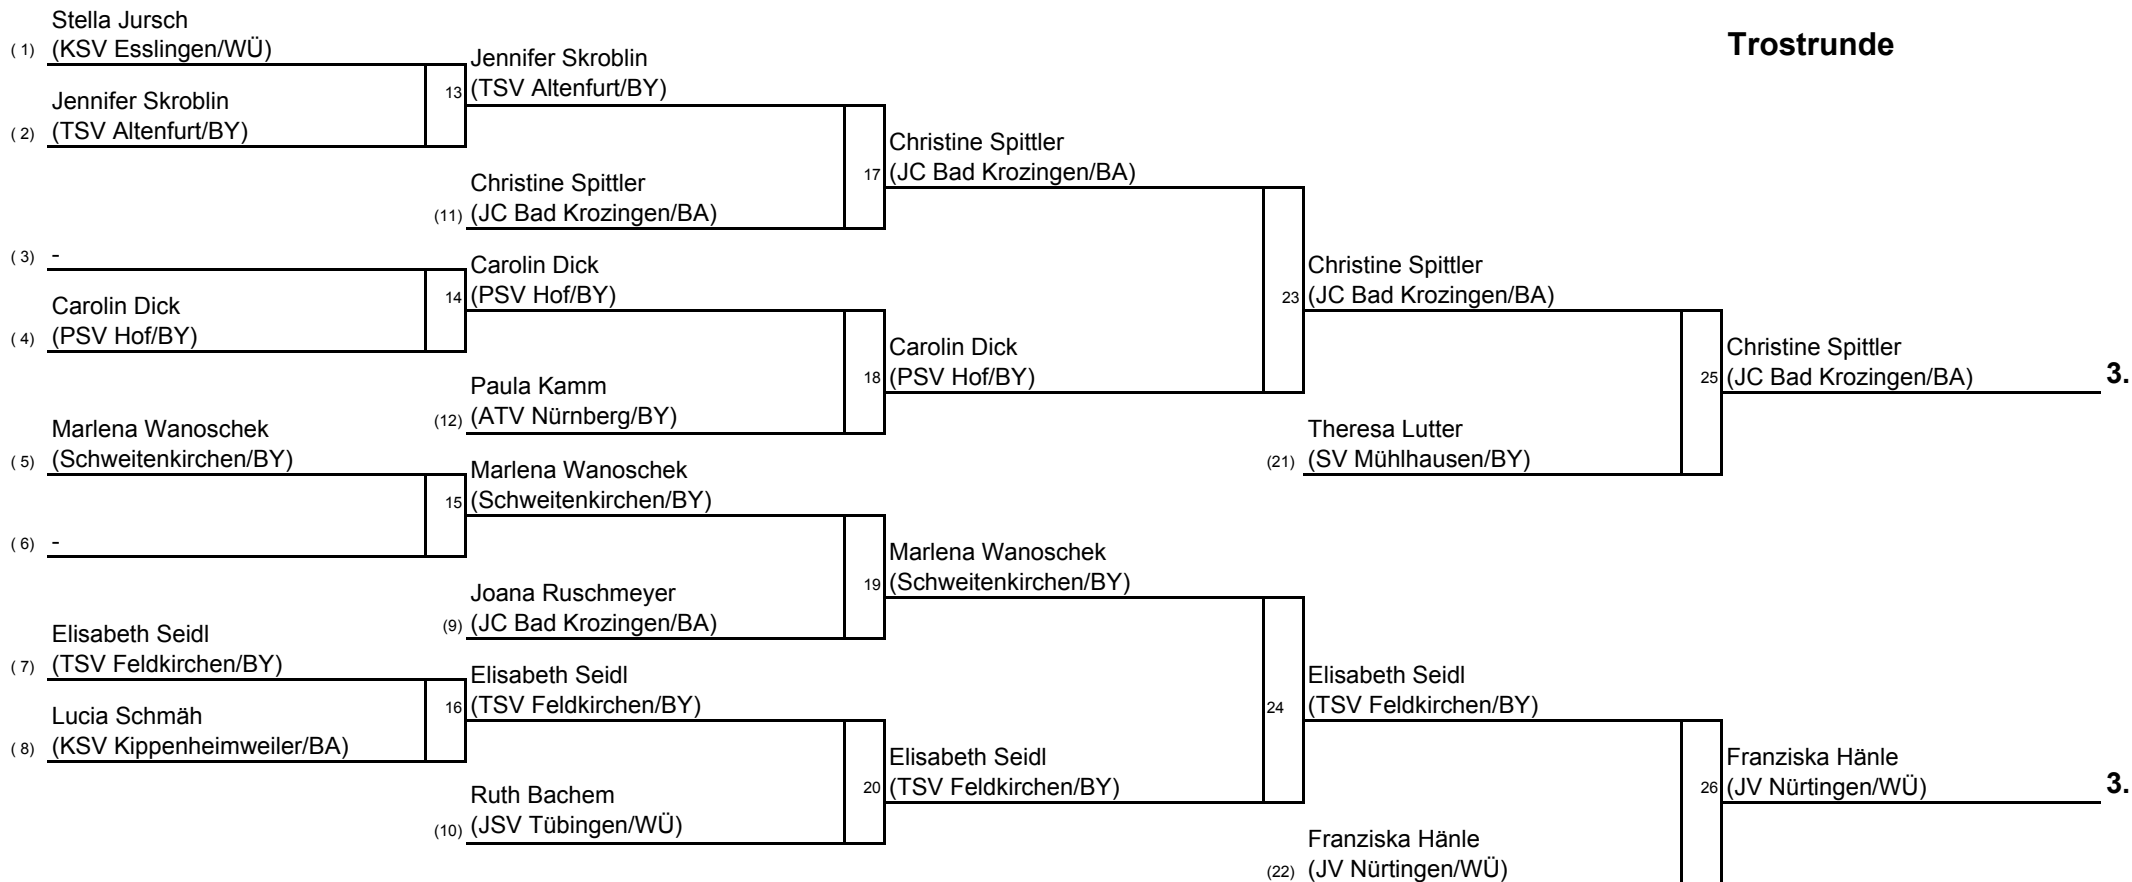 Trostrunde
Stella Jursch
( 1) (KSV Esslingen/WÜ)
Jennifer Skroblin
( 2) (TSV Altenfurt/BY)
( 3) -
Carolin Dick
( 4) (PSV Hof/BY)
Marlena Wanoschek
( 5) (Schweitenkirchen/BY)
( 6) -
Elisabeth Seidl
( 7) (TSV Feldkirchen/BY)
Lucia Schmäh
( 8) (KSV Kippenheimweiler/BA)
Jennifer Skroblin
13 (TSV Altenfurt/BY)
Christine Spittler
(11) (JC Bad Krozingen/BA)
Carolin Dick
14 (PSV Hof/BY)
Paula Kamm
(12) (ATV Nürnberg/BY)
Marlena Wanoschek
15 (Schweitenkirchen/BY)
Joana Ruschmeyer
(9) (JC Bad Krozingen/BA)
Elisabeth Seidl
16 (TSV Feldkirchen/BY)
Ruth Bachem
(10) (JSV Tübingen/WÜ)
Christine Spittler
17 (JC Bad Krozingen/BA)
Carolin Dick
18 (PSV Hof/BY)
Marlena Wanoschek
19 (Schweitenkirchen/BY)
Elisabeth Seidl
20 (TSV Feldkirchen/BY)
Christine Spittler
23 (JC Bad Krozingen/BA)
Theresa Lutter
(21) (SV Mühlhausen/BY)
Elisabeth Seidl
24 (TSV Feldkirchen/BY)
Franziska Hänle
(22) (JV Nürtingen/WÜ)
Christine Spittler
25 (JC Bad Krozingen/BA) 3.
Franziska Hänle
26 (JV Nürtingen/WÜ) 3.